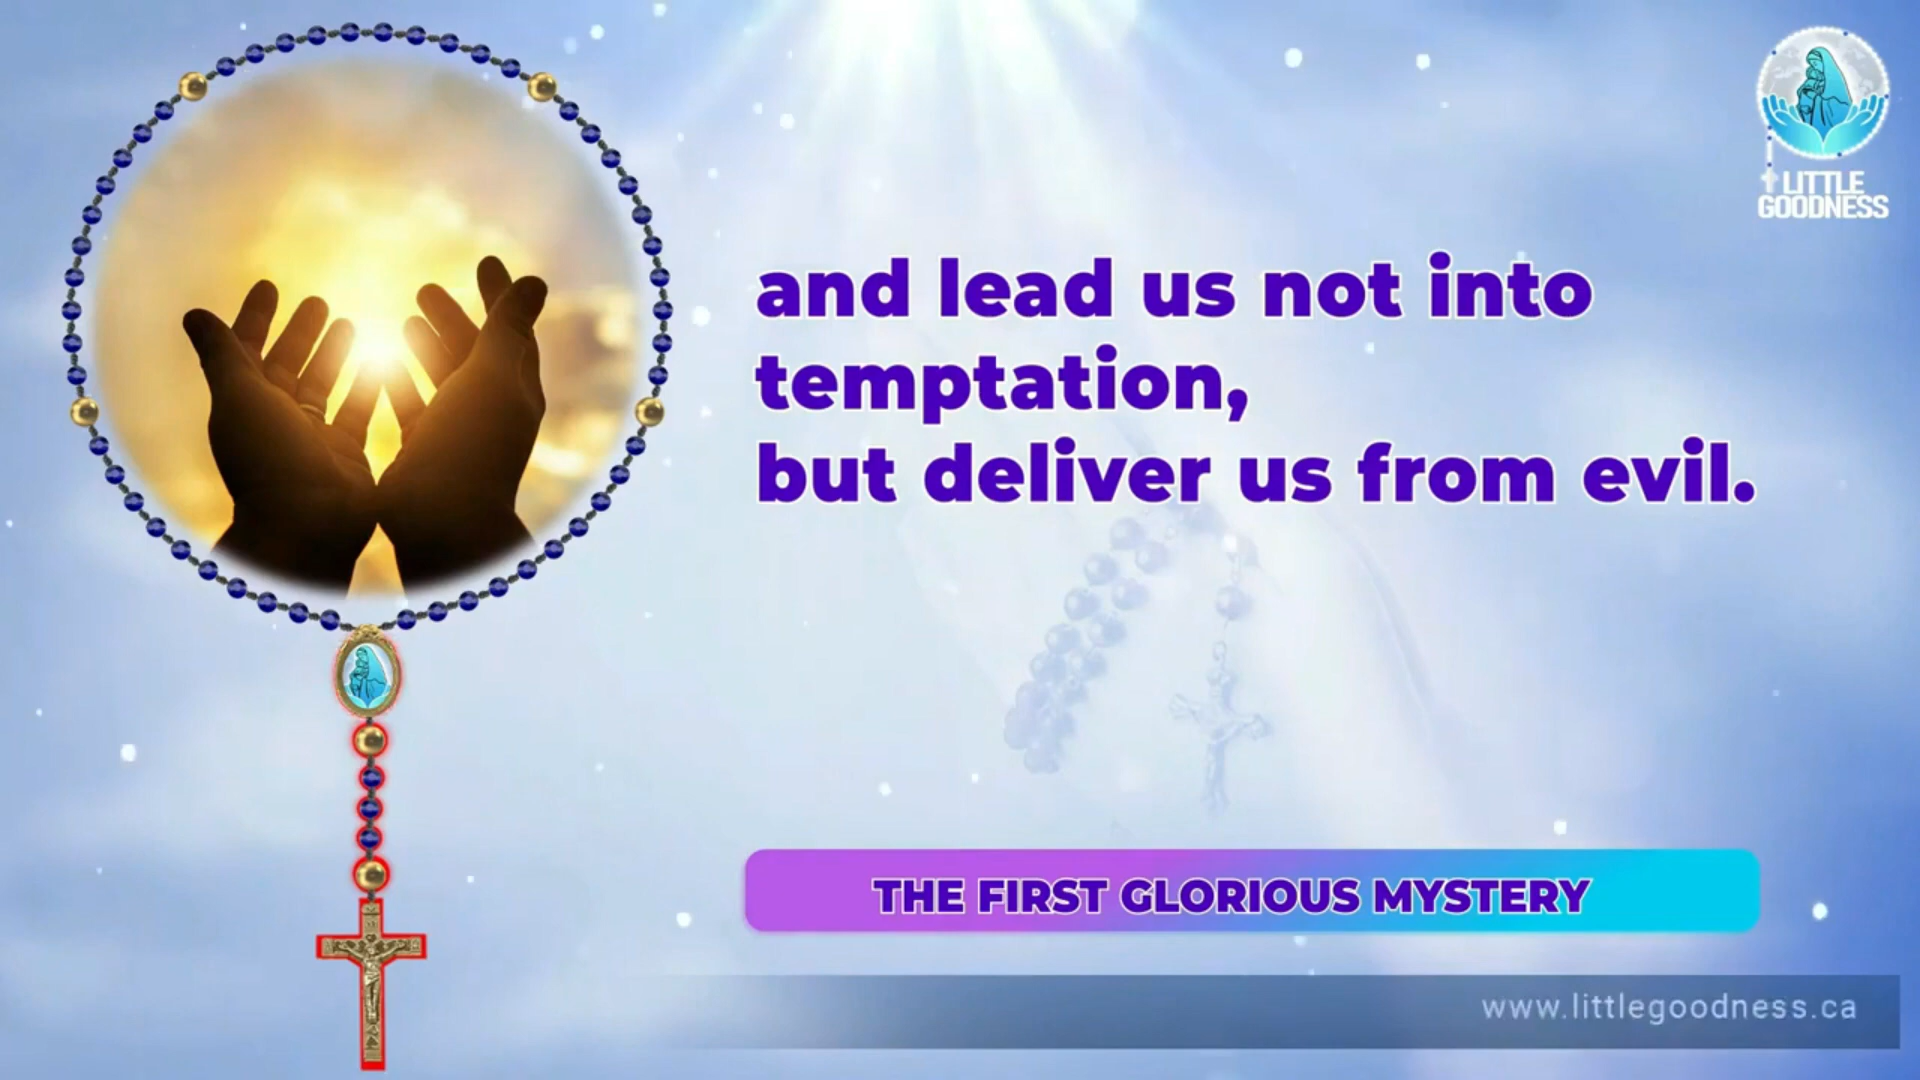 LITTLE
GOODNESS
and lead us not into
temptation,
but deliver us from evil.
THE FIRST GLORIOUS MYSTERY
www.littlegoodness.ca